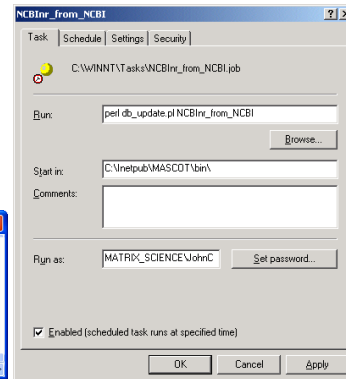 NCBInr_from_NCBI
Task Schedule Settings Security
C:\WINNT\Tasks\NCBInr_from_NCBI.job
Run: perl db_update.pl NCBInr_from_NCBI
Browse...
Start in: C:\Inetpub\MASCOT\bin\
Comments:
Run as: MATRIX_SCIENCE\JohnC Set password...
Enabled (scheduled task runs at specified time)
OK Cancel Apply